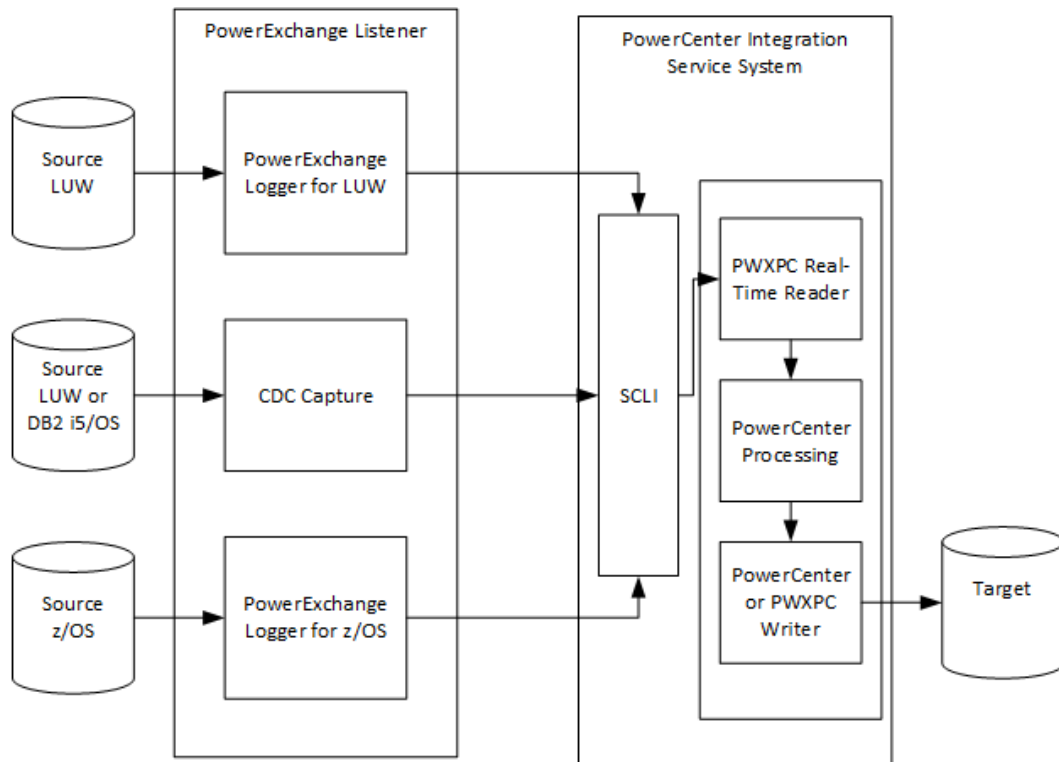 PowerExchange Listener
PowerCenter Integration
Service System
Source
LUW
PowerExchange
Logger for LUW
Source
LUW or
DB2 i5/OS
CDC Capture
Source
z/OS
PowerExchange
Logger for z/OS
SCLI
PWXPC Real-
Time Reader
PowerCenter
Processing
PowerCenter
or PWXPC
Writer
Target